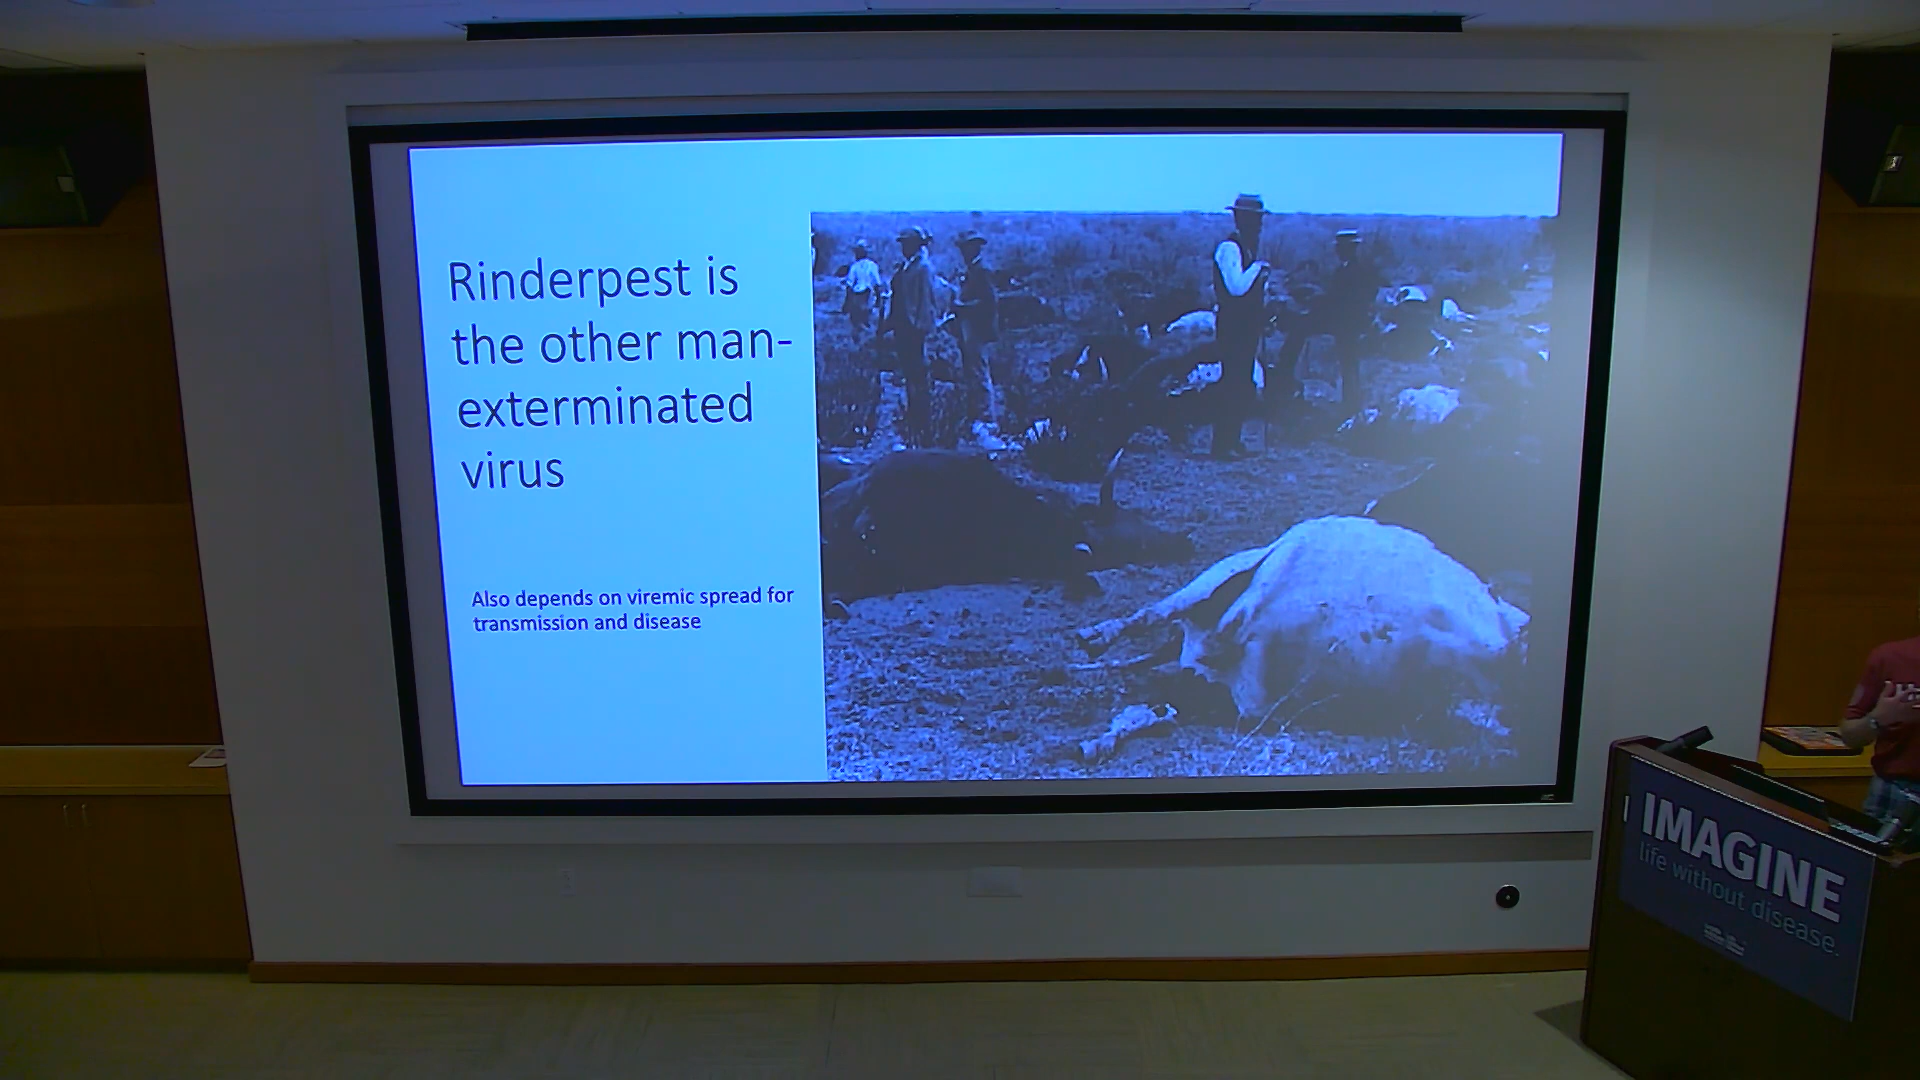 Rinderpest is
the other man-
exterminated
virus
Also depends on viremic spread for
transmission and disease
IMAGINE
life without disease.